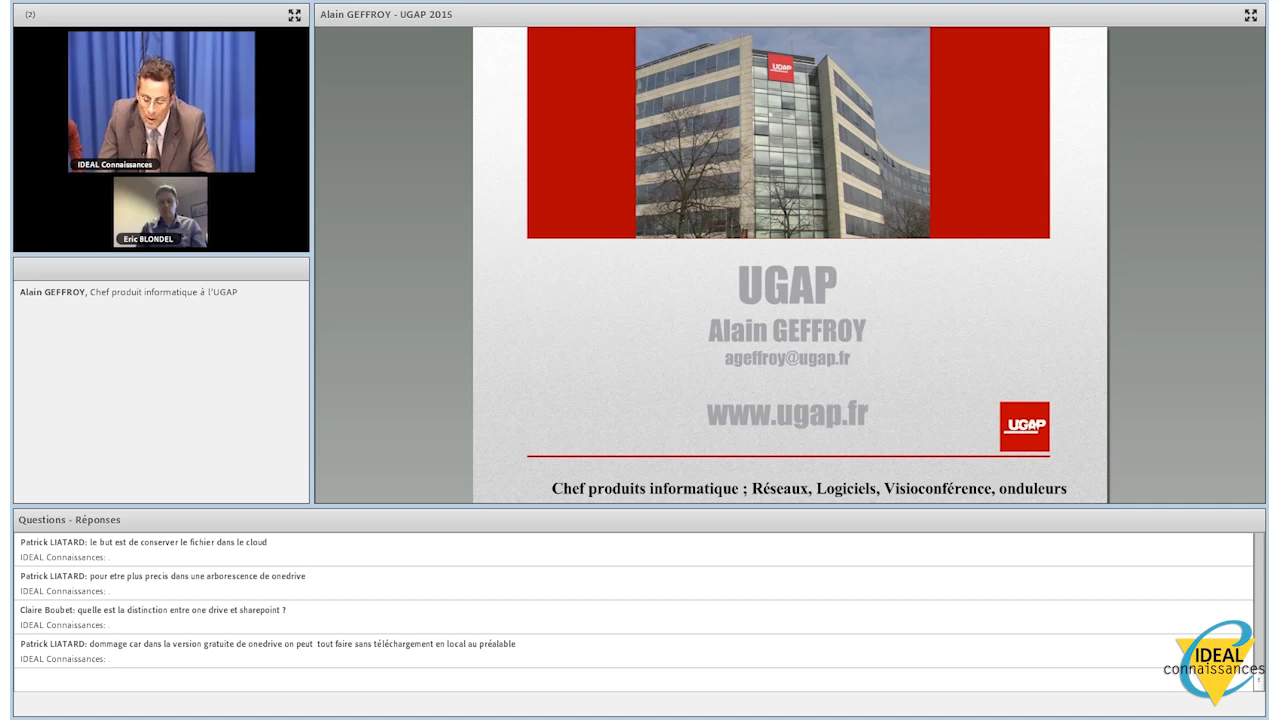 (2)
IDEAL Connaissances
Eric BLONDEL
Alain GEFFROY, Chef produit informatique à l'UGAP
Alain GEFFROY - UGAP 2015
UGAP
UGAP
Alain GEFFROY
ageffroy@ugap.fr
www.ugap.fr
UGAP
Chef produits informatique ; Réseaux, Logiciels, Visioconférence, onduleurs
Questions - Réponses
Patrick LIATARD: le but est de conserver le fichier dans le cloud
IDEAL Connaissances: .
Patrick LIATARD: pour etre plus precis dans une arborescence de onedrive
IDEAL Connaissances: .
Claire Boubet: quelle est la distinction entre one drive et sharepoint ?
IDEAL Connaissances: .
Patrick LIATARD: dommage car dans la version gratuite de onedrive on peut tout faire sans téléchargement en local au préalable
IDEAL Connaissances: .
IDEAL
connaissances